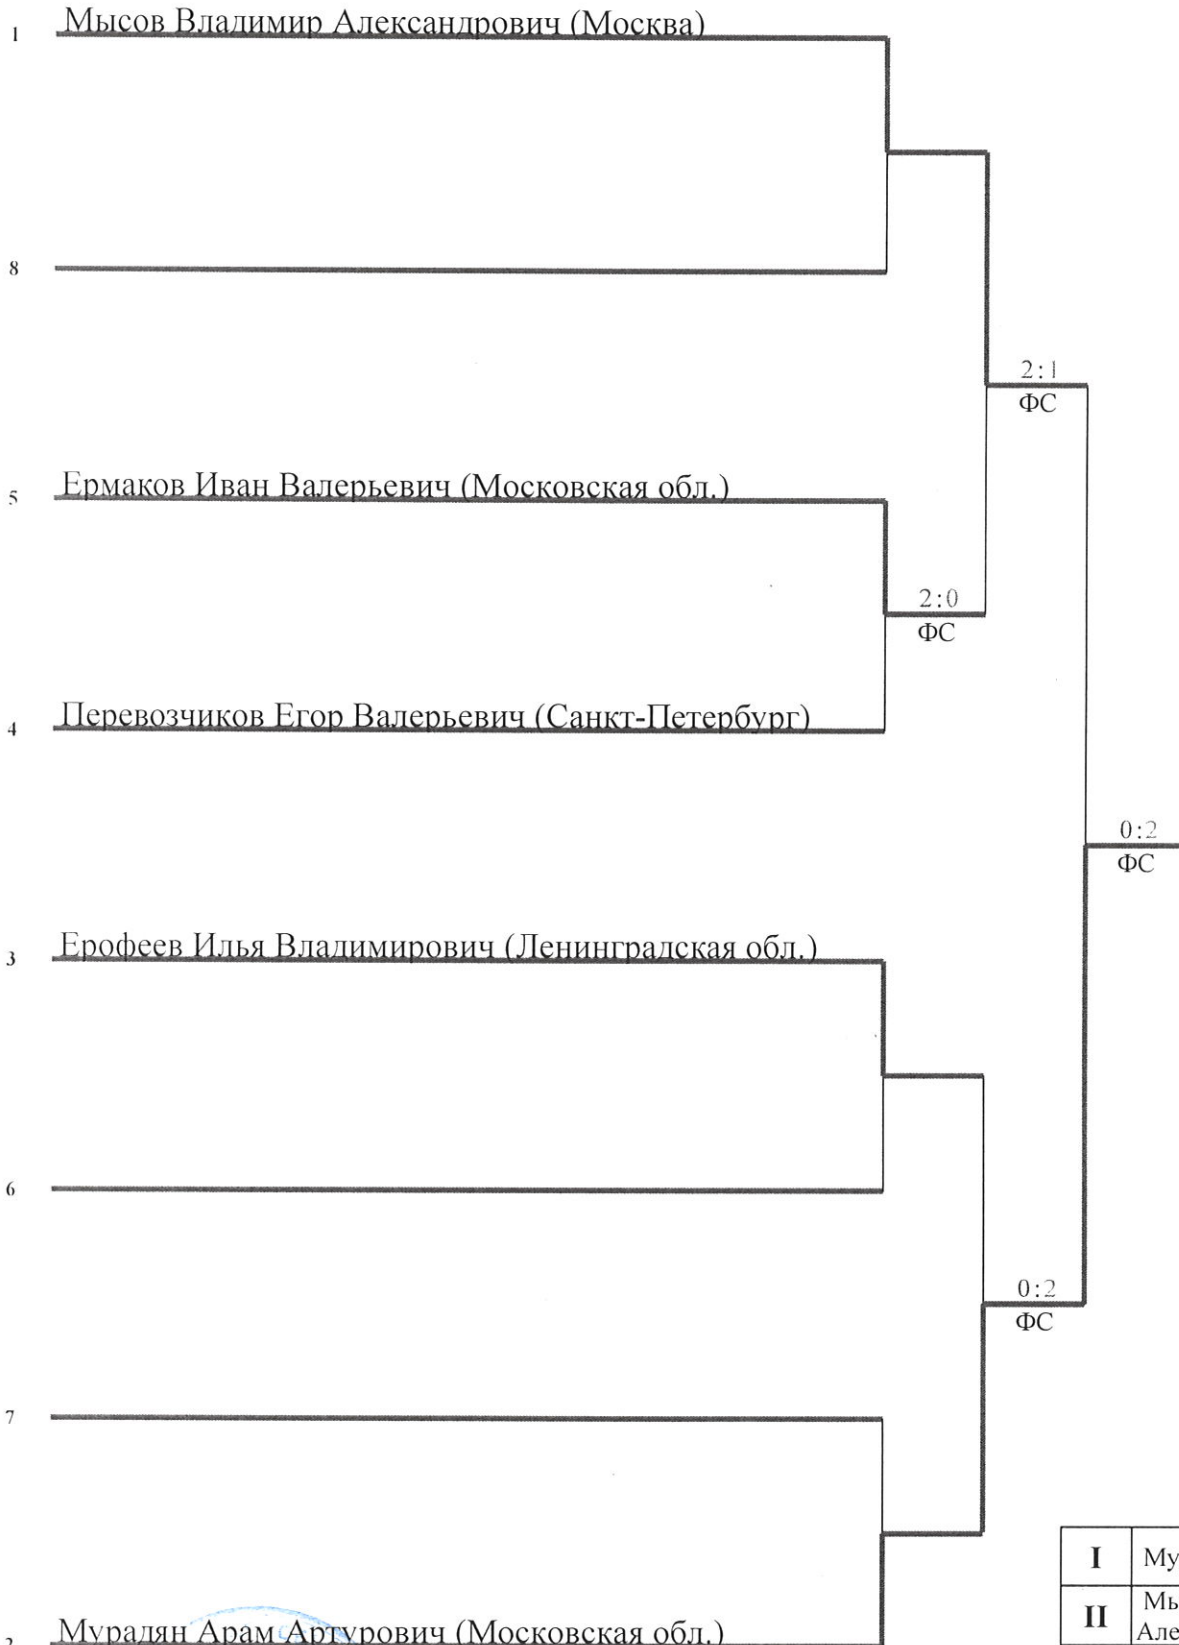 1 Мысов Владимир Александрович (Москва)
8
2:1
ФС
5 Ермаков Иван Валерьевич (Московская обл.)
2:0
ФС
4 Перевозчиков Егор Валерьевич (Санкт-Петербург)
0:2
ФС
3 Ерофеев Илья Владимирович (Ленинградская обл.)
6
0:2
ФС
7
I Му
II Мы
Але
2 Мурадян Арам Артурович (Московская обл.)